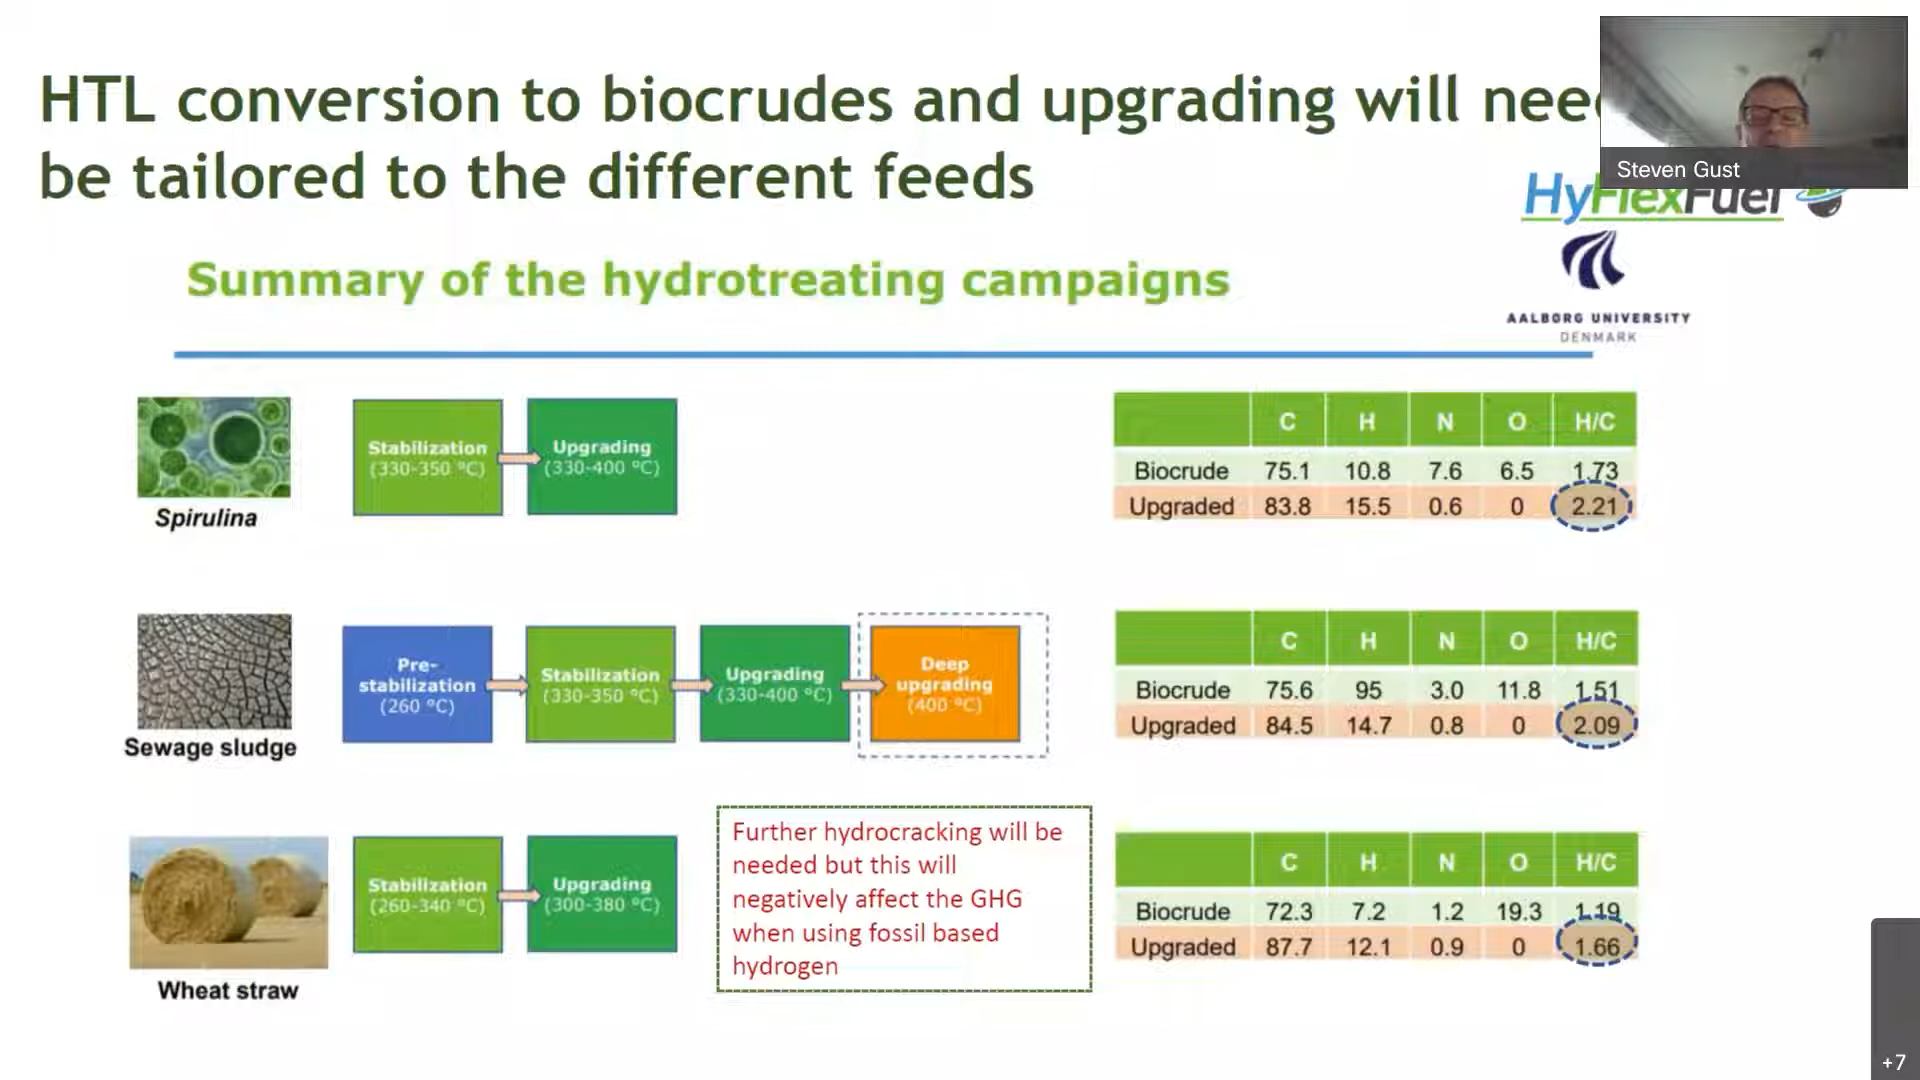 HTL conversion to biocrudes and upgrading will need
be tailored to the different feeds
Steven Gust
HyFlexFuel
AALBORG UNIVERSITY
DENMARK
Summary of the hydrotreating campaigns
Spirulina
Stabilization
(330-350 °C)
Upgrading
(330-400 °C)
C H N O H/C
Biocrude 75.1 10.8 7.6 6.5 1.73
Upgraded 83.8 15.5 0.6 0 2.21
Sewage sludge
Pre-
stabilization
(260 °C)
Stabilization
(330-350 °C)
Upgrading
(330-400 °C)
Deep
upgrading
(400 °C)
C H N O H/C
Biocrude 75.6 95 3.0 11.8 1.51
Upgraded 84.5 14.7 0.8 0 2.09
Wheat straw
Stabilization
(260-340 °C)
Upgrading
(300-380 °C)
Further hydrocracking will be
needed but this will
negatively affect the GHG
when using fossil based
hydrogen
C H N O H/C
Biocrude 72.3 7.2 1.2 19.3 1.19
Upgraded 87.7 12.1 0.9 0 1.66
+7